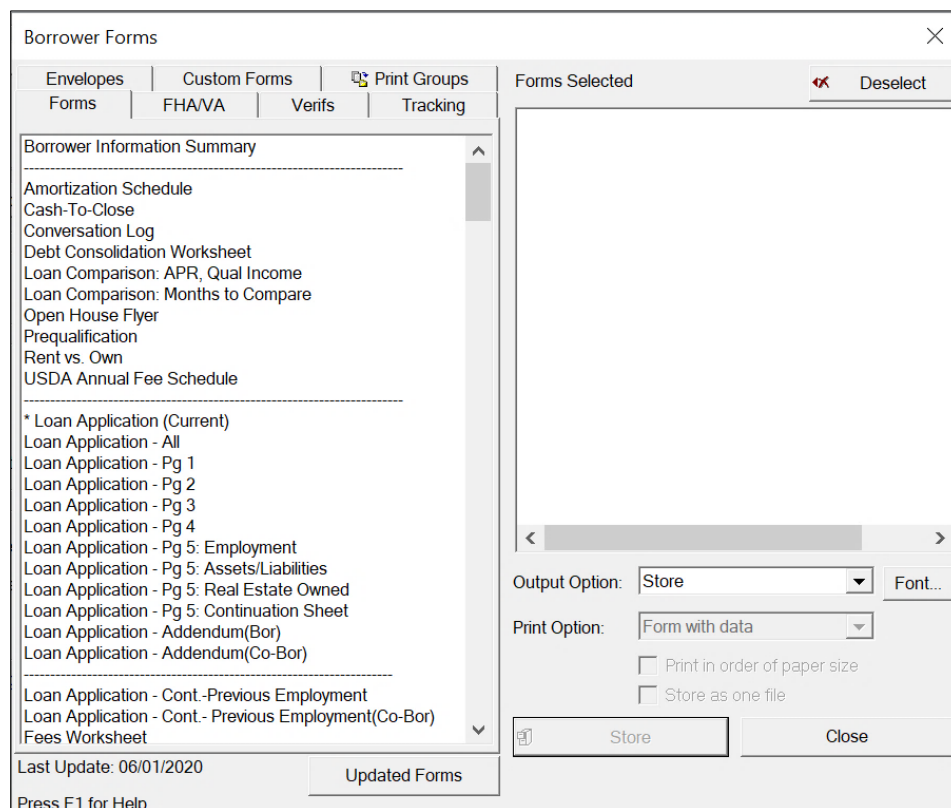 Borrower Forms
Envelopes
Custom Forms
Print Groups
Forms
FHA/VA
Verifs
Tracking
Borrower Information Summary
Amortization Schedule
Cash-To-Close
Conversation Log
Debt Consolidation Worksheet
Loan Comparison: APR, Qual Income
Loan Comparison: Months to Compare
Open House Flyer
Prequalification
Rent vs. Own
USDA Annual Fee Schedule
* Loan Application (Current)
Loan Application - All
Loan Application - Pg 1
Loan Application - Pg 2
Loan Application - Pg 3
Loan Application - Pg 4
Loan Application - Pg 5: Employment
Loan Application - Pg 5: Assets/Liabilities
Loan Application - Pg 5: Real Estate Owned
Loan Application - Pg 5: Continuation Sheet
Loan Application - Addendum(Bor)
Loan Application - Addendum(Co-Bor)
Loan Application - Cont.-Previous Employment
Loan Application - Cont.- Previous Employment(Co-Bor)
Fees Worksheet
Last Update: 06/01/2020
Updated Forms
Press F1 for Help
Forms Selected
Deselect
Output Option:
Store
Font...
Print Option:
Form with data
Print in order of paper size
Store as one file
Store
Close